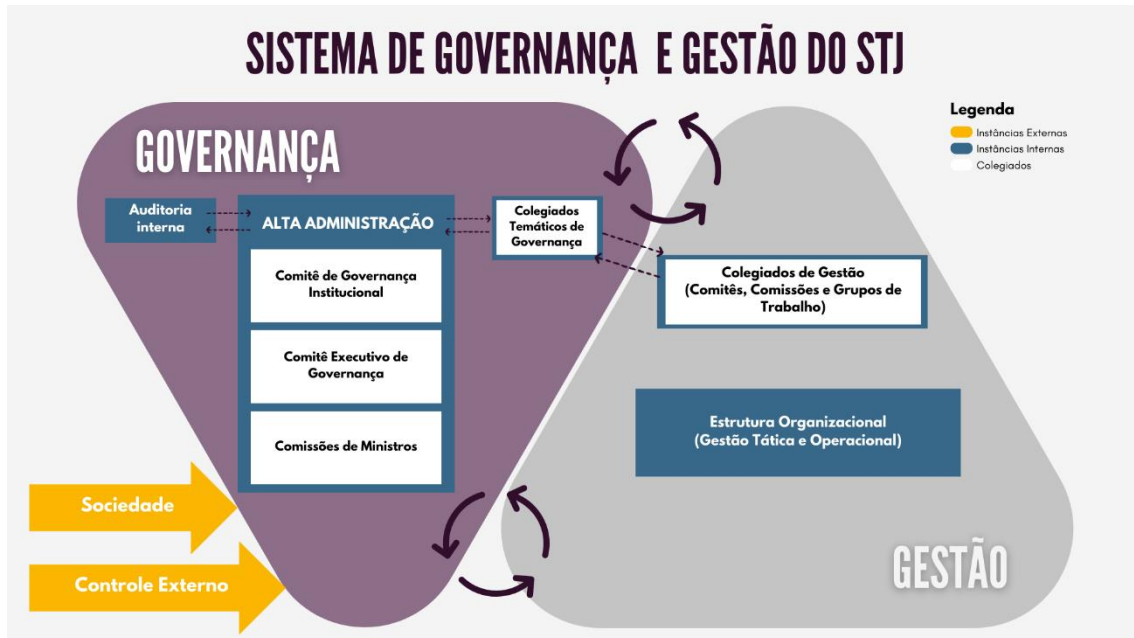 SISTEMA DE GOVERNANÇA E GESTÃO DO STJ
Legenda
Instâncias Externas
Instâncias Internas
Colegiados
GOVERNANÇA
Auditoria
interna
ALTA ADMINISTRAÇÃO
Comitê de Governança
Institucional
Comitê Executivo de
Governança
Comissões de Ministros
Colegiados
Temáticos de
Governança
Colegiados de Gestão
(Comitês, Comissões e Grupos de
Trabalho)
Estrutura Organizacional
(Gestão Tática e Operacional)
Sociedade
Controle Externo
GESTÃO